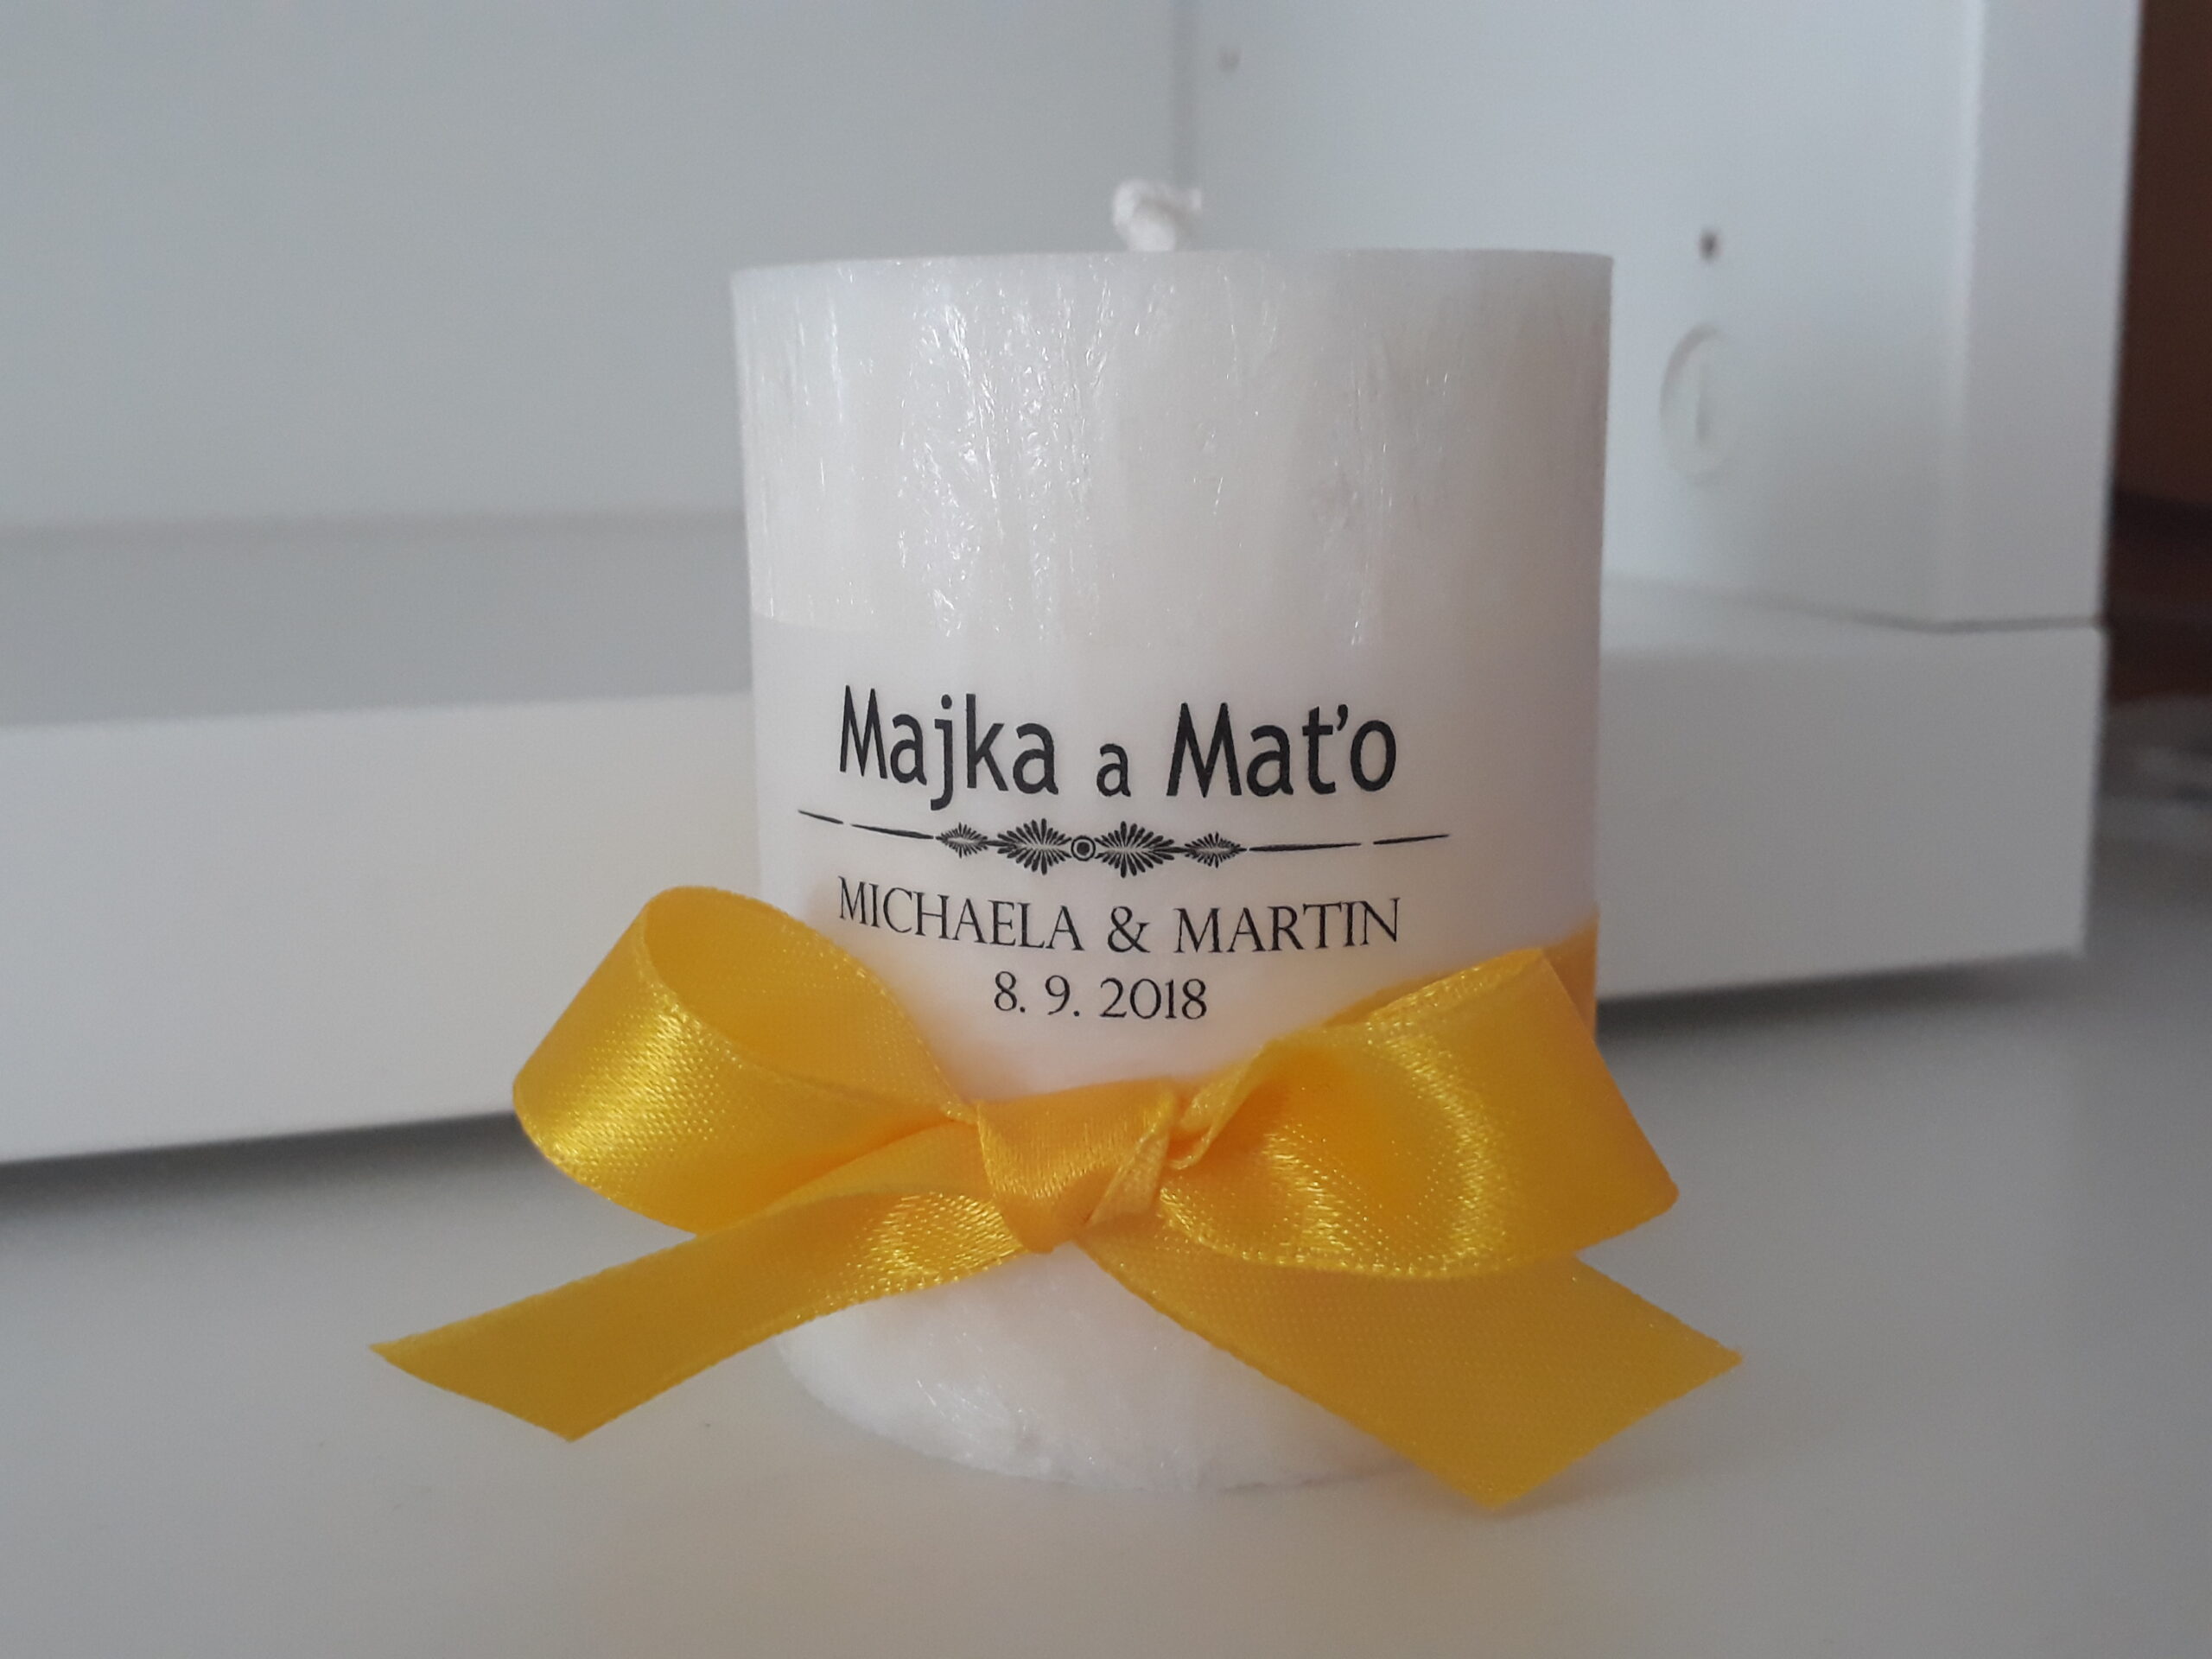 Majka a Maťo
MICHAELA & MARTIN
8. 9. 2018